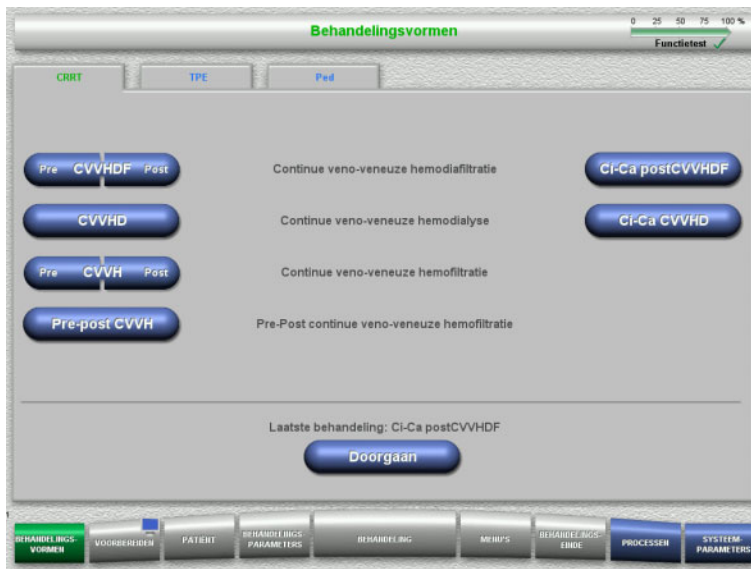 Behandelingsvormen
0 25 50 75 100 %
Functietest
CRRT TPE Ped
Pre CVVHDF Post Continue veno-veneuze hemodiafiltratie Ci-Ca postCVVHDF
CVVHD Continue veno-veneuze hemodialyse Ci-Ca CVVHD
Pre CVVH Post Continue veno-veneuze hemofiltratie
Pre-post CVVH Pre-Post continue veno-veneuze hemofiltratie
Laatste behandeling: Ci-Ca postCVVHDF
Doorgaan
1
BEHANDELINGS-
VORMEN
VOORBEREIDEN
PATIËNT
BEHANDELINGS-
PARAMETERS
BEHANDELING
MENU'S
BEHANDELINGS-
EINDE
PROCESSEN
SYSTEEM-
PARAMETERS